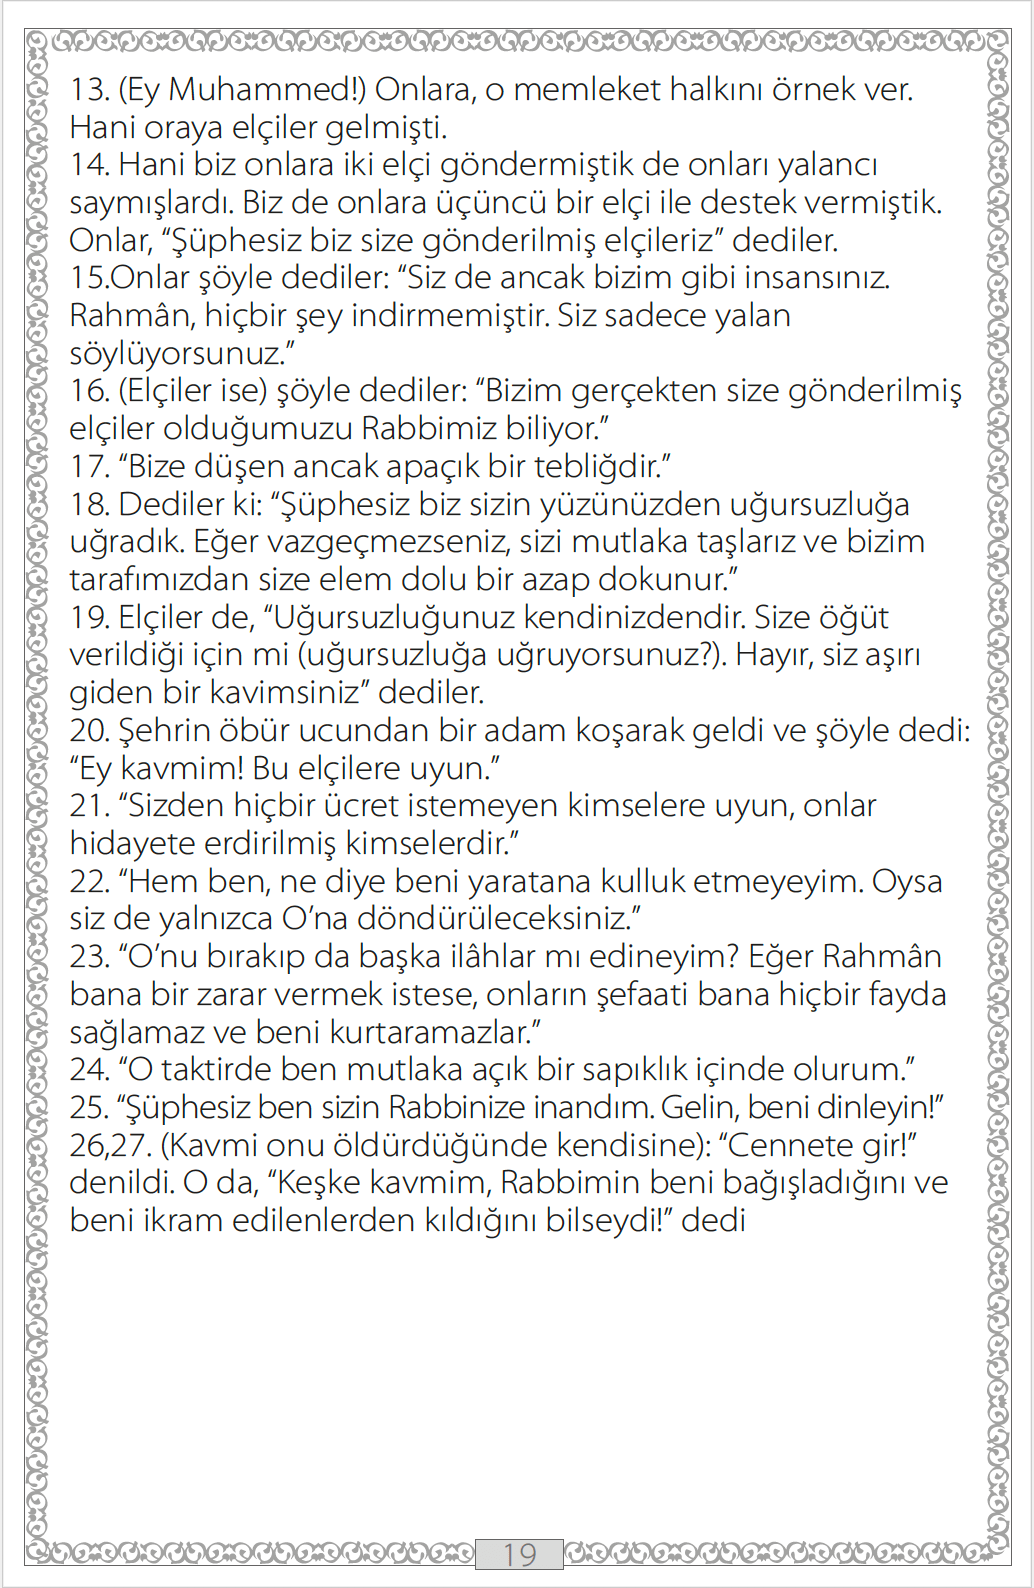 13. (Ey Muhammed!) Onlara, o memleket halkını örnek ver.
Hani oraya elçiler gelmişti.
14. Hani biz onlara iki elçi göndermiştik de onları yalancı
saymışlardı. Biz de onlara üçüncü bir elçi ile destek vermiştik.
Onlar, “Şüphesiz biz size gönderilmiş elçileriz” dediler.
15.Onlar şöyle dediler: “Siz de ancak bizim gibi insansınız.
Rahmân, hiçbir şey indirmemiştir. Siz sadece yalan
söylüyorsunuz.”
16. (Elçiler ise) şöyle dediler: “Bizim gerçekten size gönderilmiş
elçiler olduğumuzu Rabbimiz biliyor.”
17. “Bize düşen ancak apaçık bir tebliğdir.”
18. Dediler ki: “Şüphesiz biz sizin yüzünüzden uğursuzluğa
uğradık. Eğer vazgeçmezseniz, sizi mutlaka taşlarız ve bizim
tarafımızdan size elem dolu bir azap dokunur.”
19. Elçiler de, “Uğursuzluğunuz kendinizdendir. Size öğüt
verildiği için mi (uğursuzluğa uğruyorsunuz?). Hayır, siz aşırı
giden bir kavimsiniz” dediler.
20. Şehrin öbür ucundan bir adam koşarak geldi ve şöyle dedi:
“Ey kavmim! Bu elçilere uyun.”
21. “Sizden hiçbir ücret istemeyen kimselere uyun, onlar
hidayete erdirilmiş kimselerdir.”
22. “Hem ben, ne diye beni yaratana kulluk etmeyeyim. Oysa
siz de yalnızca O’na döndürüleceksiniz.”
23. “O’nu bırakıp da başka ilâhlar mı edineyim? Eğer Rahmân
bana bir zarar vermek istese, onların şefaati bana hiçbir fayda
sağlamaz ve beni kurtaramazlar.”
24. “O taktirde ben mutlaka açık bir sapıklık içinde olurum.”
25. “Şüphesiz ben sizin Rabbinize inandım. Gelin, beni dinleyin!”
26,27. (Kavmi onu öldürdüğünde kendisine): “Cennete gir!”
denildi. O da, “Keşke kavmim, Rabbimin beni bağışladığını ve
beni ikram edilenlerden kıldığını bilseydi!” dedi
19